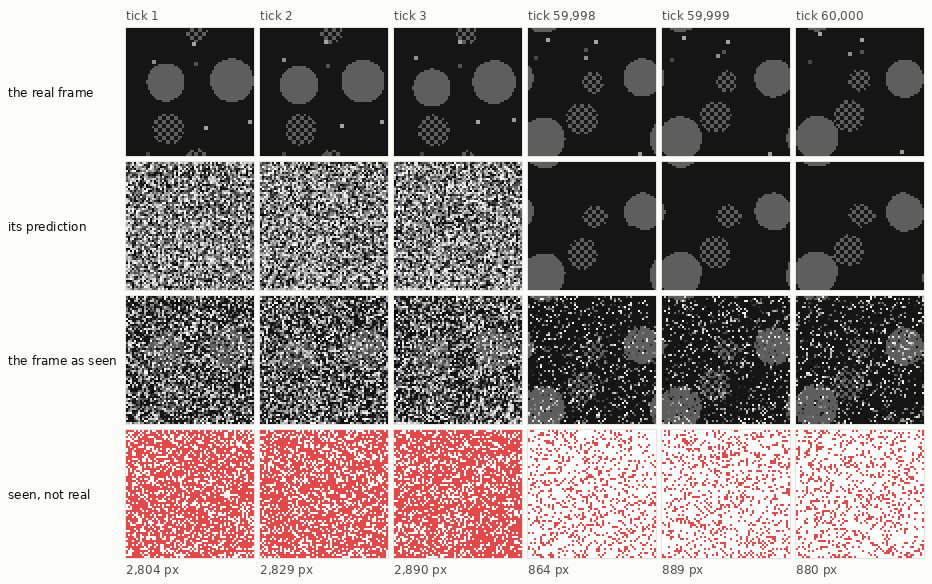 tick 1 tick 2 tick 3 tick 59,998 tick 59,999 tick 60,000
the real frame
its prediction
the frame as seen
seen, not real
2,804 px 2,829 px 2,890 px 864 px 889 px 880 px